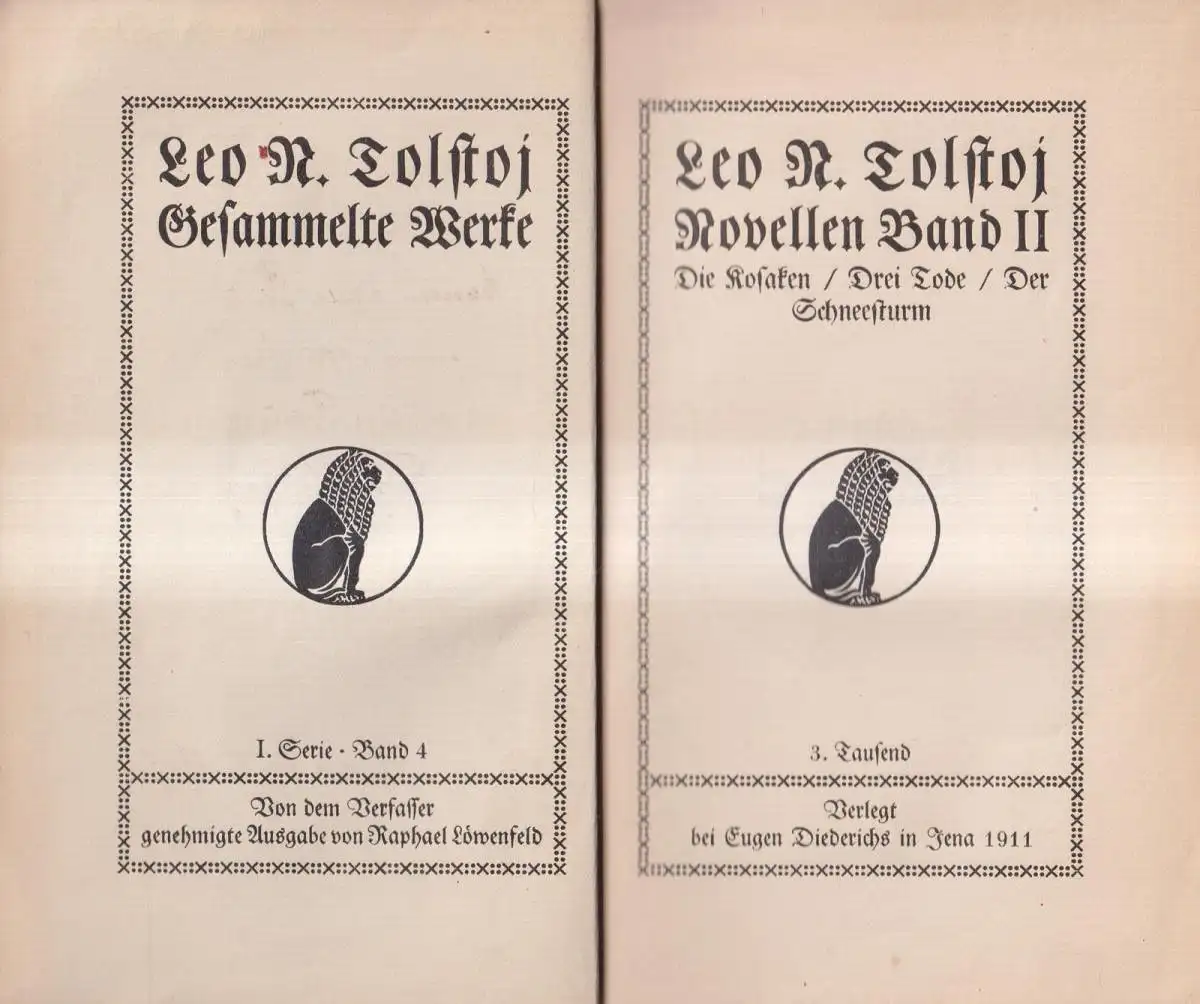 Leo N. Tolstoj
Gesammelte Werke
I. Serie · Band 4
Von dem Verfasser
genehmigte Ausgabe von Raphael Löwenfeld
Leo N. Tolstoj
Novellen Band II
Die Kosaken / Drei Tode / Der
Schneesturm
3. Tausend
Verlegt
bei Eugen Diederichs in Jena 1911